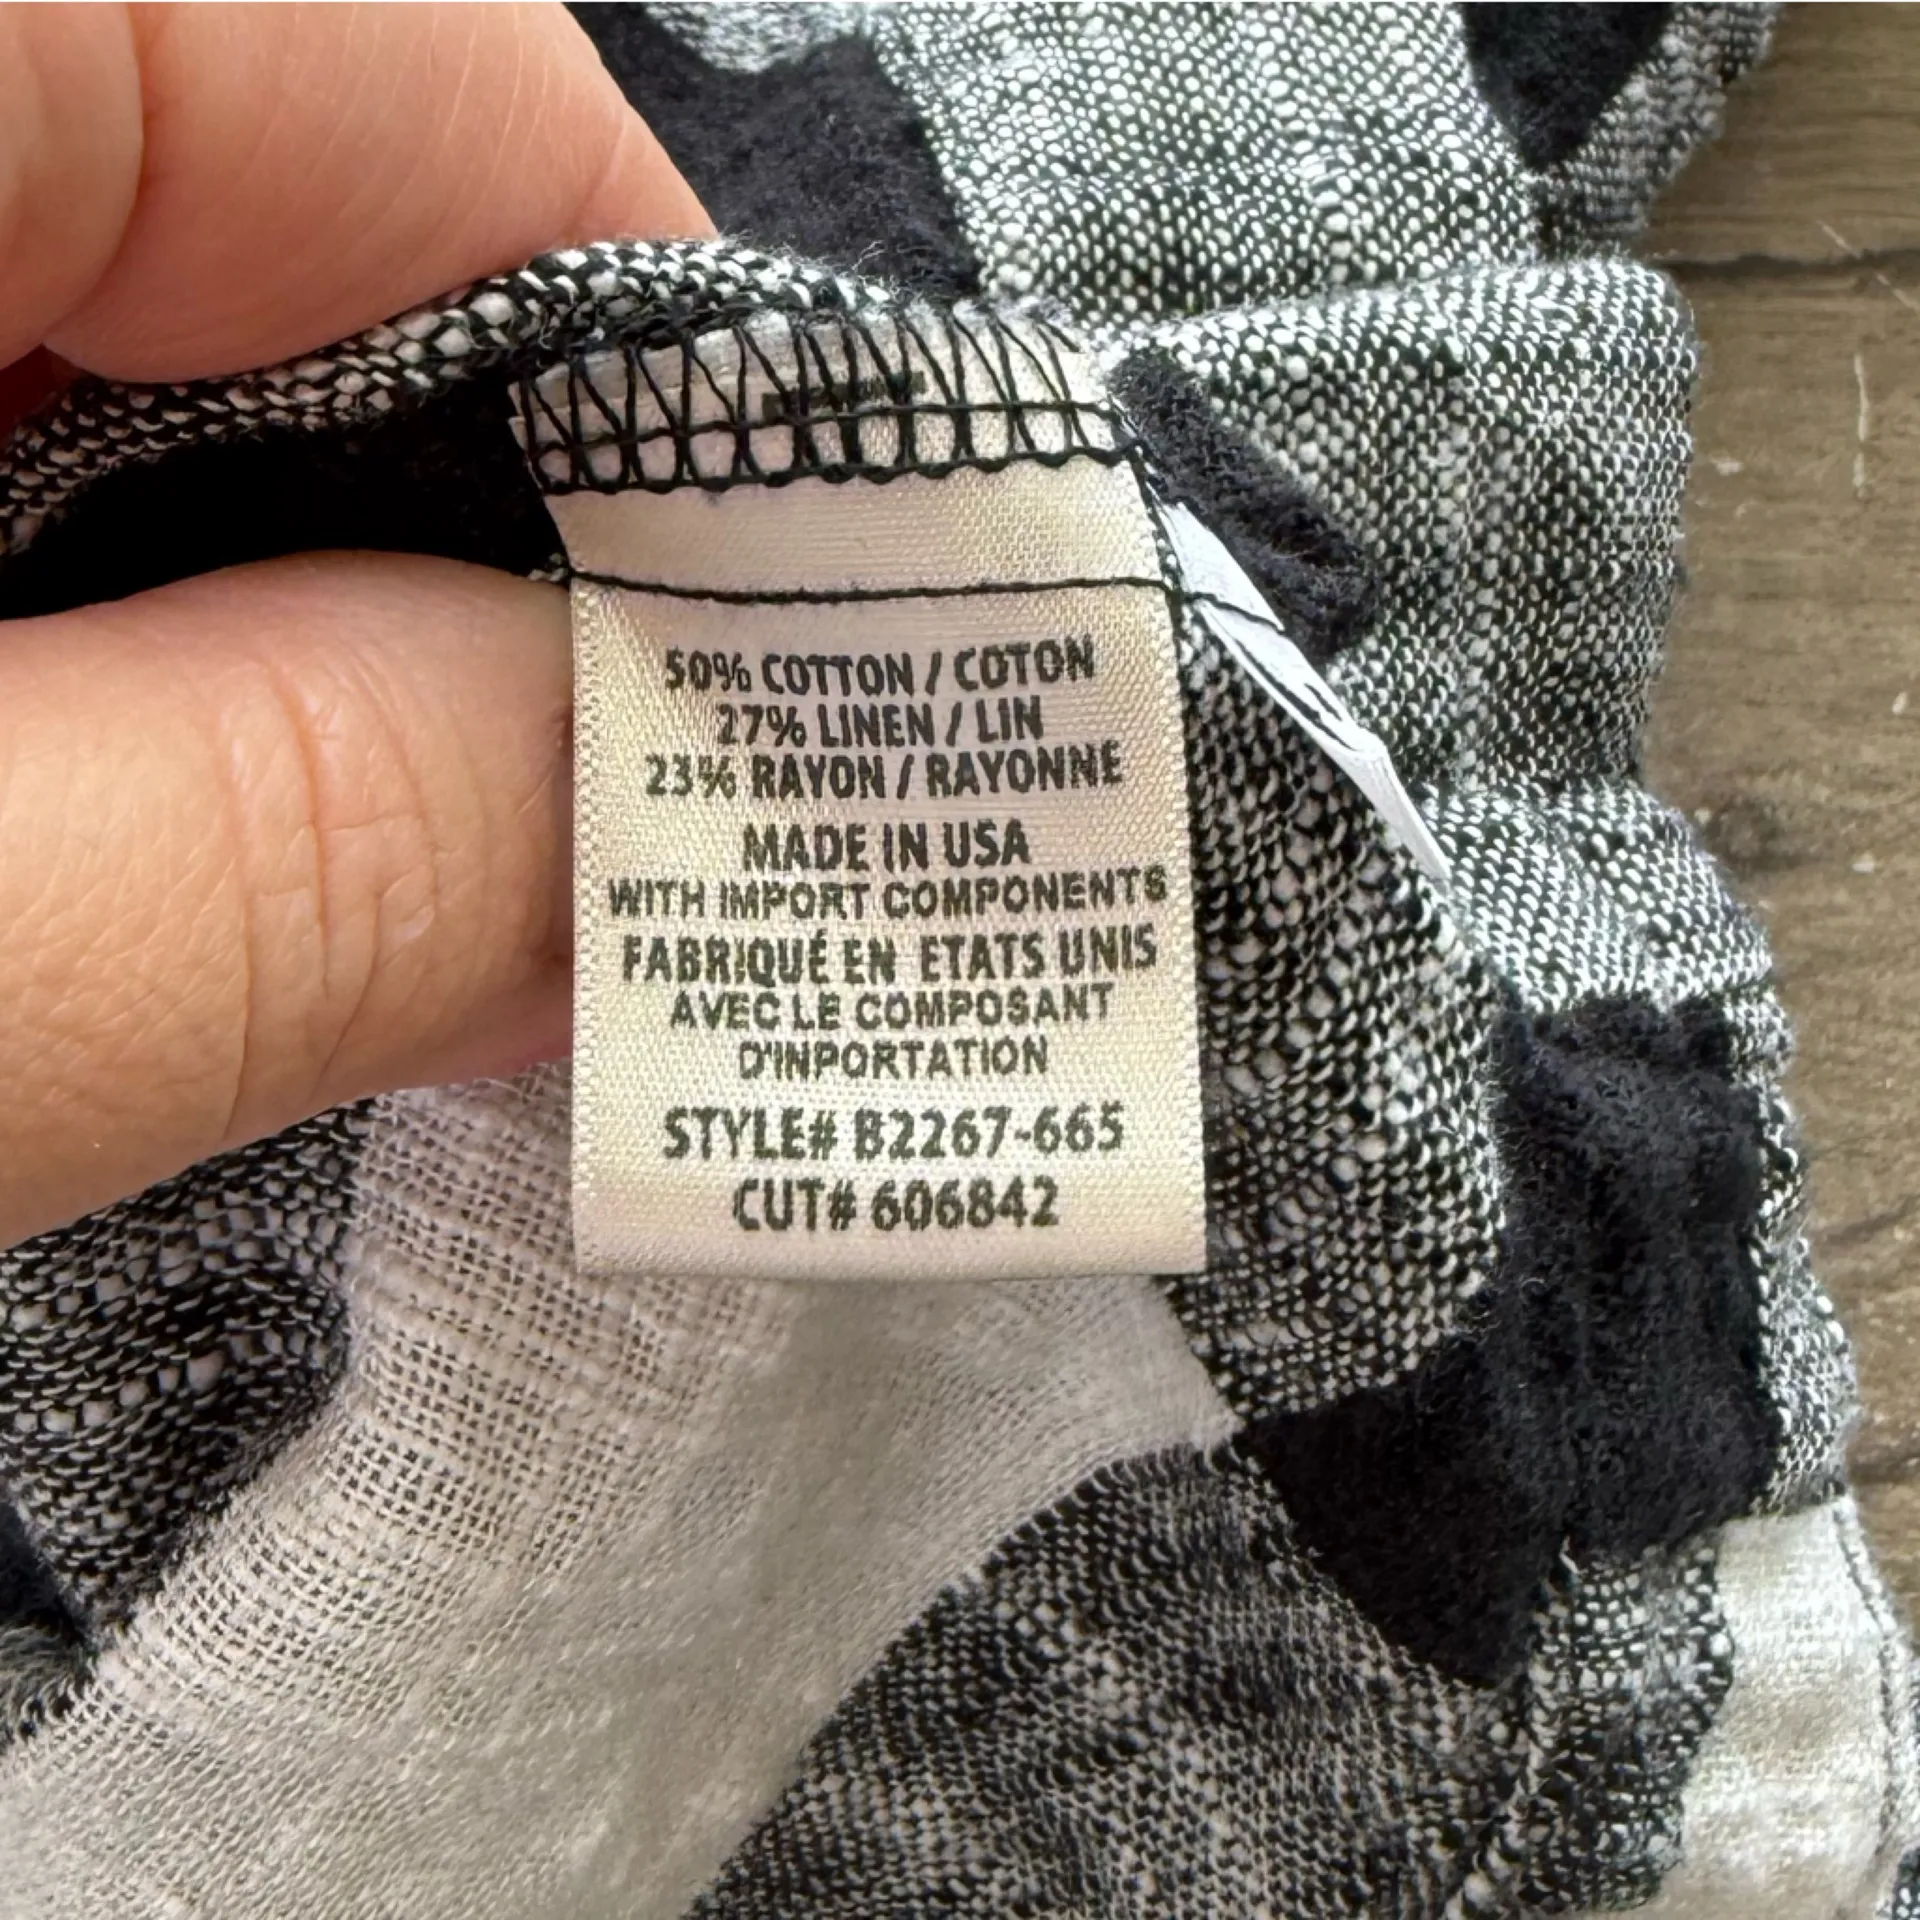 50% COTTON / COTON
27% LINEN / LIN
23% RAYON / RAYONNE
MADE IN USA
WITH IMPORT COMPONENTS
FABRIQUÉ EN ETATS UNIS
AVEC LE COMPOSANT
D'INPORTATION
STYLE# B2267-665
CUT# 606842